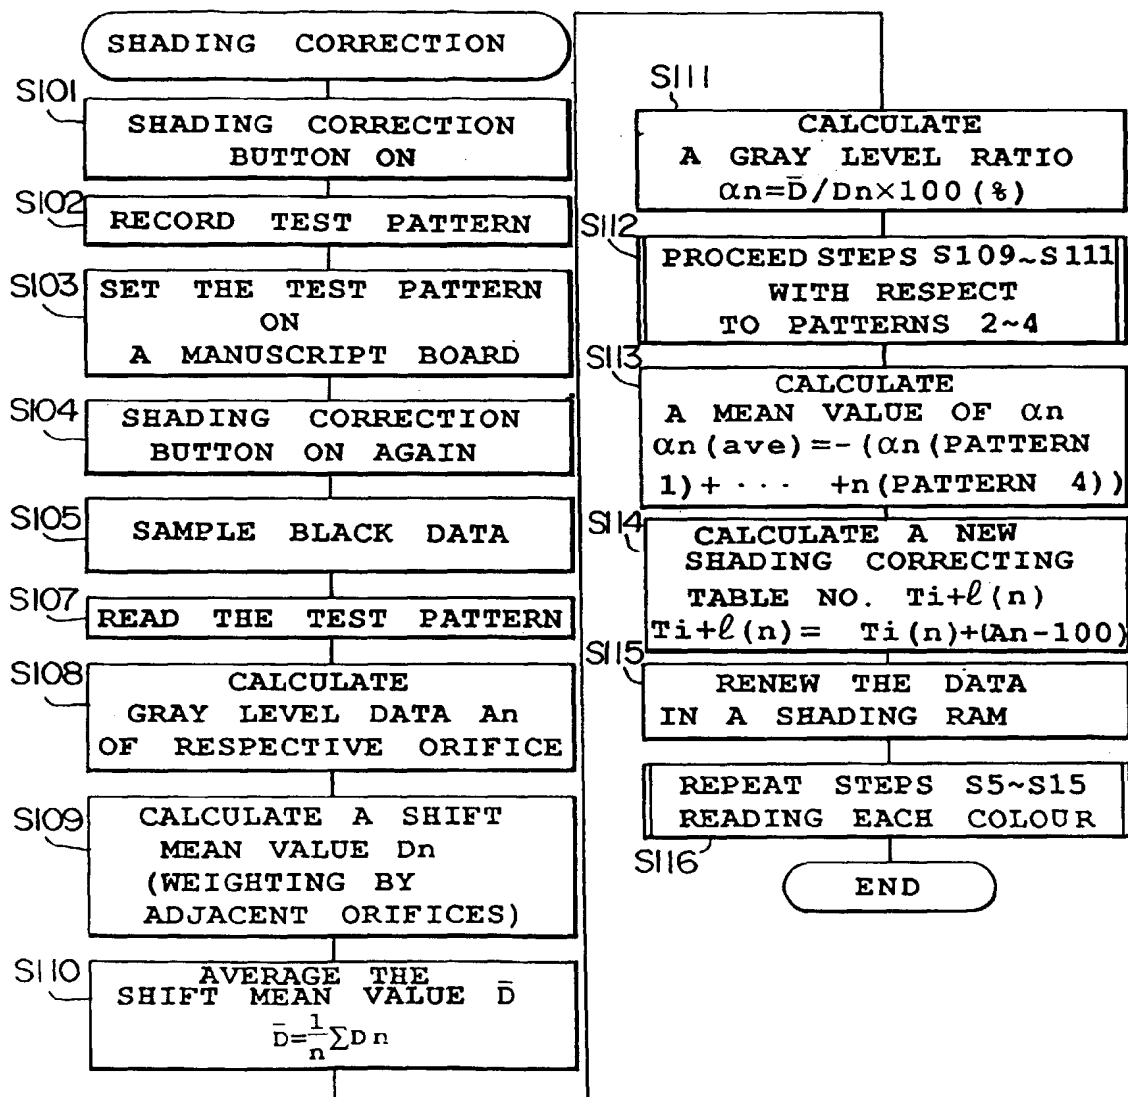 SHADING CORRECTION
S101
SHADING CORRECTION
BUTTON ON
S102
RECORD TEST PATTERN
S103
SET THE TEST PATTERN
ON
A MANUSCRIPT BOARD
S104
SHADING CORRECTION
BUTTON ON AGAIN
S105
SAMPLE BLACK DATA
S107
READ THE TEST PATTERN
S108
CALCULATE
GRAY LEVEL DATA An
OF RESPECTIVE ORIFICE
S109
CALCULATE A SHIFT
MEAN VALUE Dn
(WEIGHTING BY
ADJACENT ORIFICES)
S110
AVERAGE THE
SHIFT MEAN VALUE D̄
D̄=1/n∑Dn
S111
CALCULATE
A GRAY LEVEL RATIO
αn=D̄/Dn×100(%)
S112
PROCEED STEPS S109~S111
WITH RESPECT
TO PATTERNS 2~4
S113
CALCULATE
A MEAN VALUE OF αn
αn(ave)=-(αn(PATTERN
1)+ ··· +n(PATTERN 4))
S114
CALCULATE A NEW
SHADING CORRECTING
TABLE NO. Ti+ℓ(n)
Ti+ℓ(n)= Ti(n)+(An-100)
S115
RENEW THE DATA
IN A SHADING RAM
REPEAT STEPS S5~S15
READING EACH COLOUR
S116
END